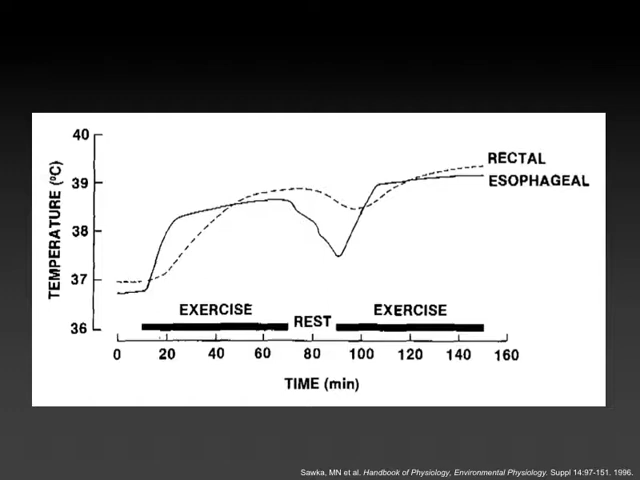 40
39
38
37
36
TEMPERATURE (ºC)
RECTAL
ESOPHAGEAL
EXERCISE
REST
EXERCISE
0 20 40 60 80 100 120 140 160
TIME (min)
Sawka, MN et al. Handbook of Physiology, Environmental Physiology. Suppl 14:97-151. 1996.